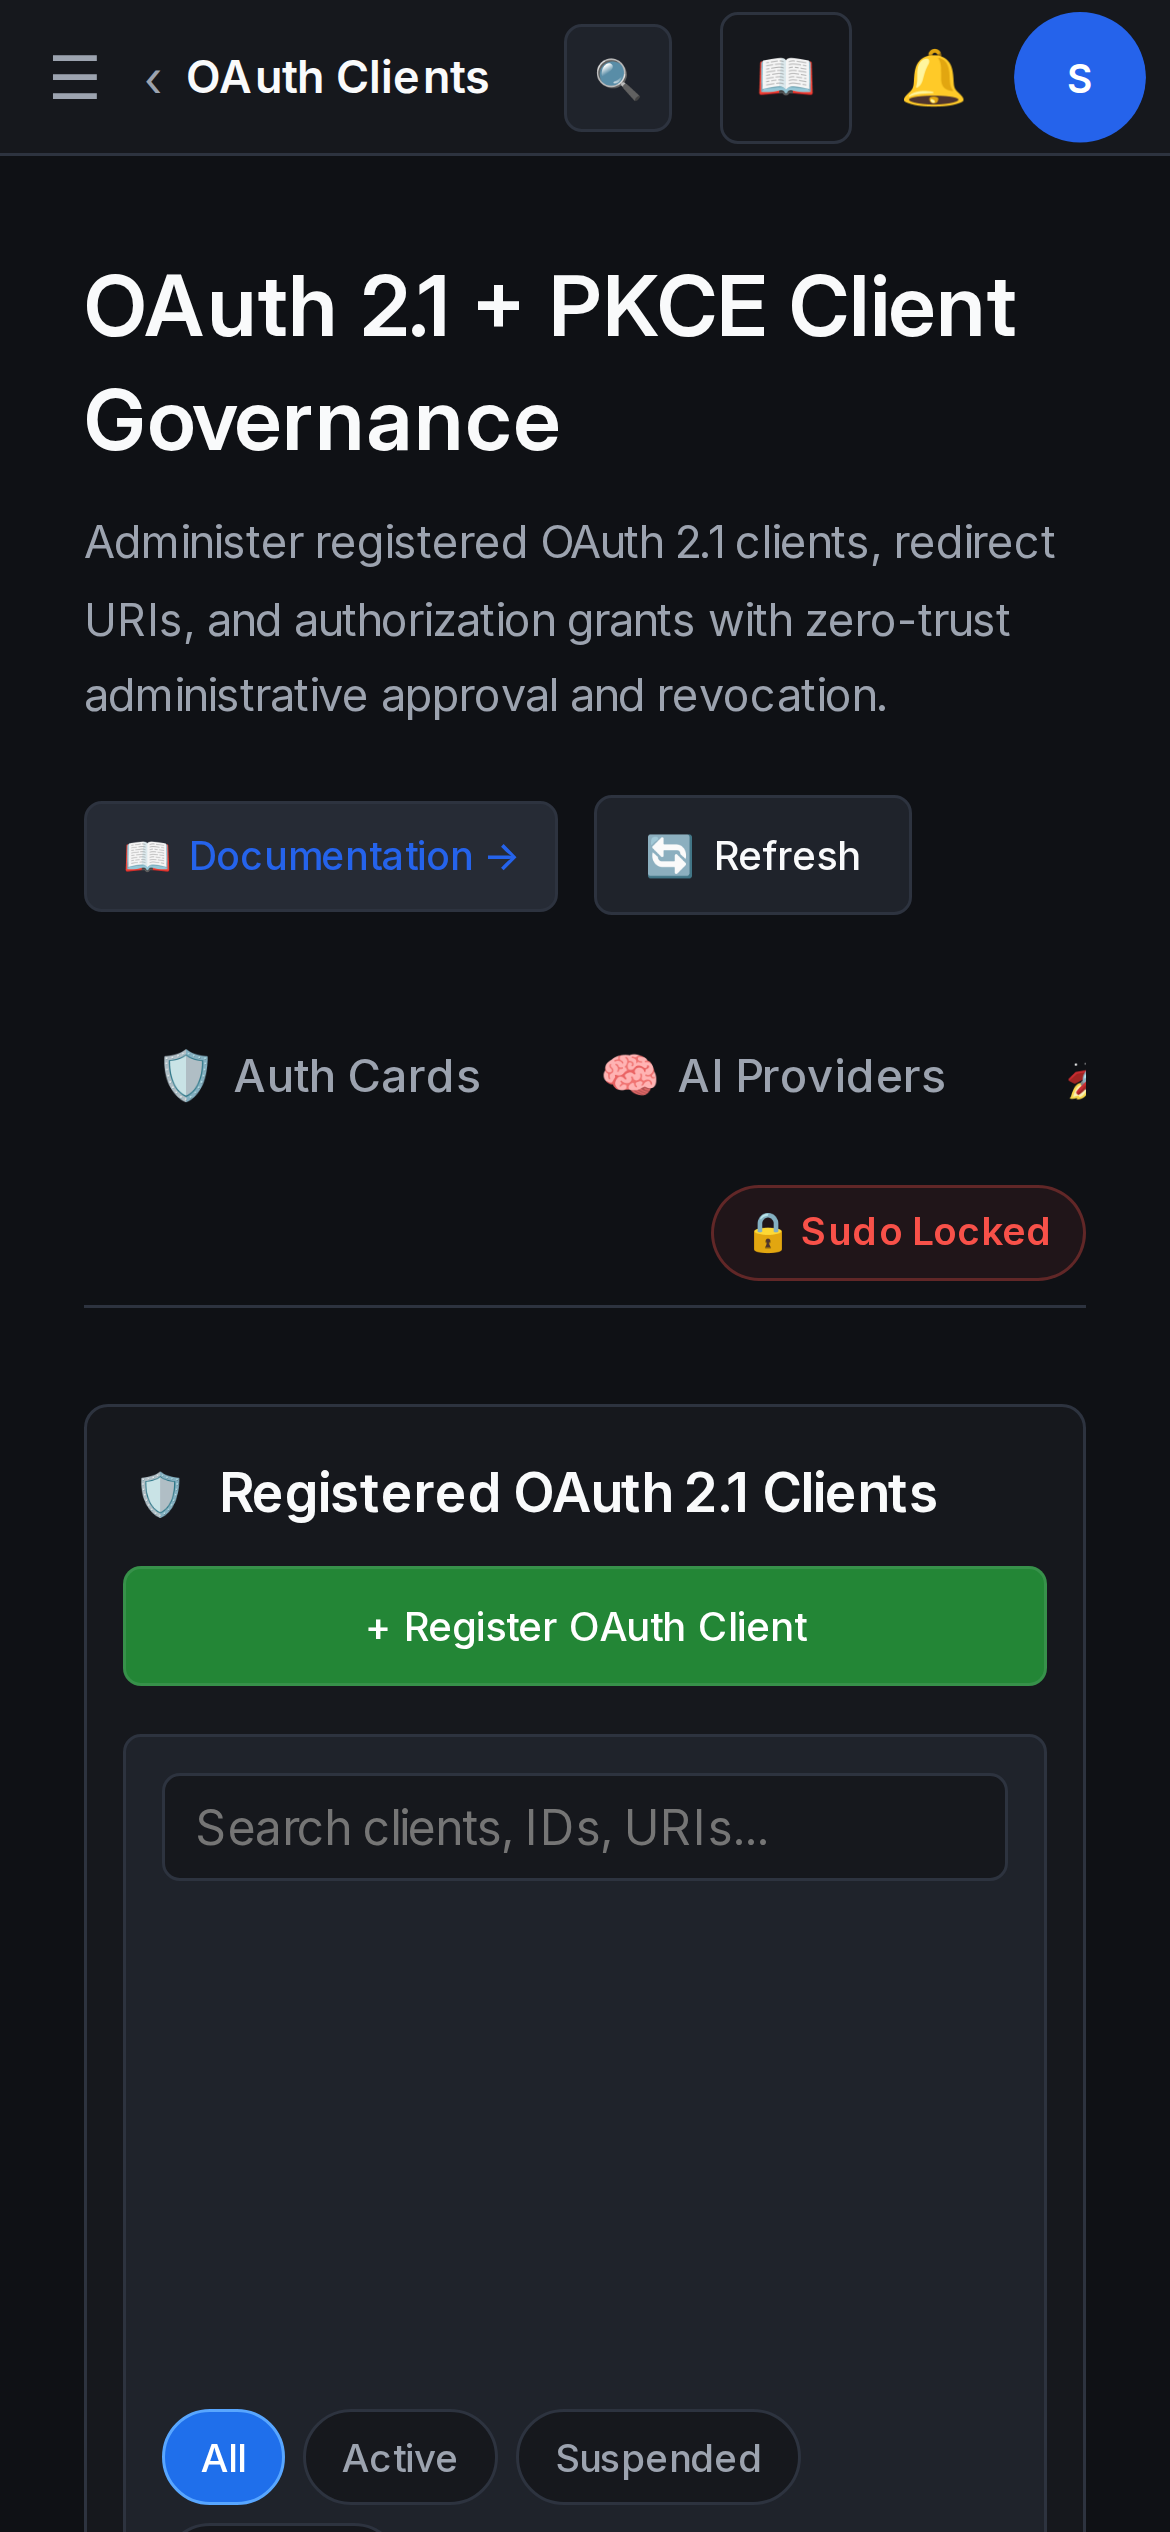 OAuth Clients
S
OAuth 2.1 + PKCE Client
Governance
Administer registered OAuth 2.1 clients, redirect
URIs, and authorization grants with zero-trust
administrative approval and revocation.
Documentation →
Refresh
Auth Cards
AI Providers
Sudo Locked
Registered OAuth 2.1 Clients
+ Register OAuth Client
Search clients, IDs, URIs...
All
Active
Suspended